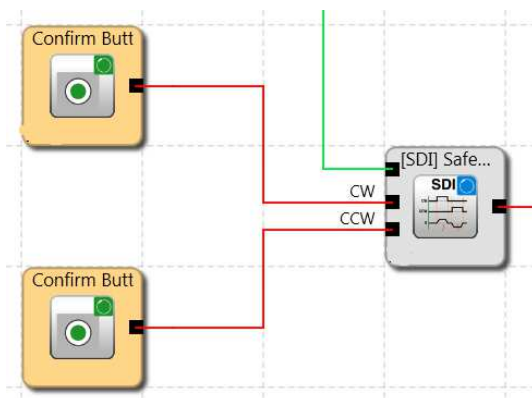 Confirm Butt
[SDI] Safe...
SDI
CW
CCW
Confirm Butt